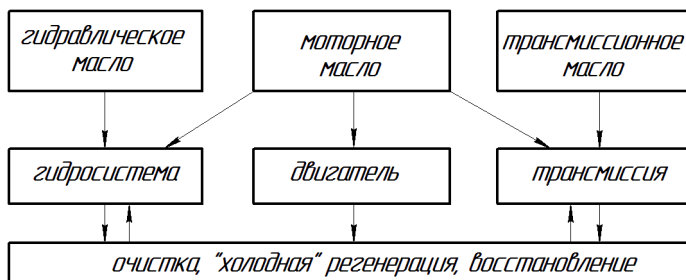 гидравлическое
масло
моторное
масло
трансмиссионное
масло
гидросистема
двигатель
трансмиссия
очистка, "холодная" регенерация, восстановление